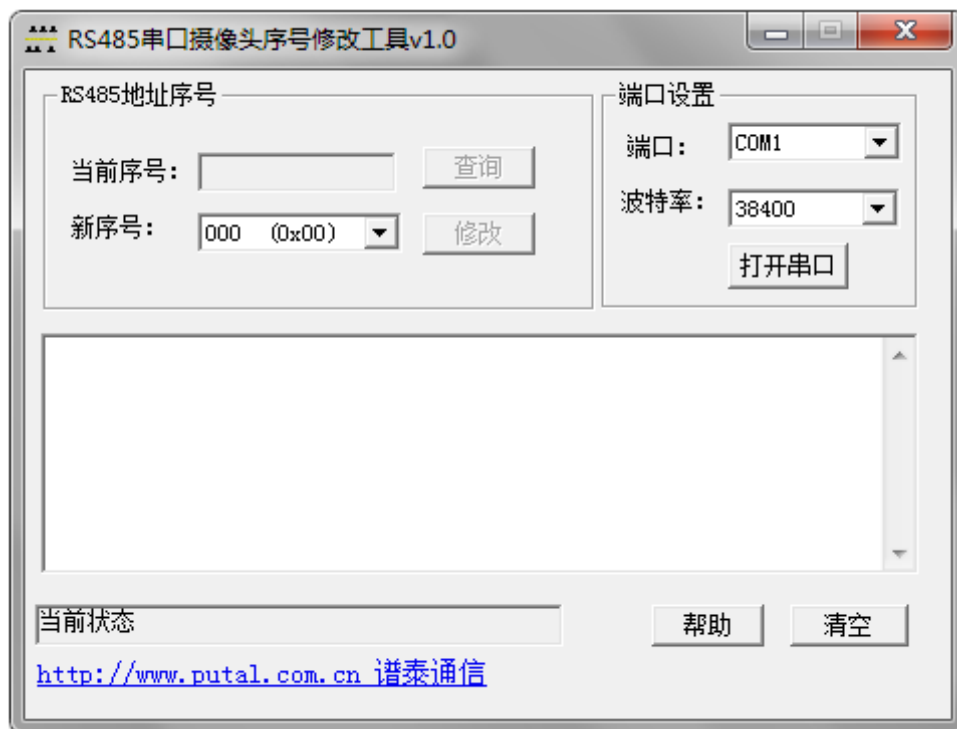 RS485串口摄像头序号修改工具v1.0
RS485地址序号
当前序号:
查询
新序号:
000 (0x00)
修改
端口设置
端口:
COM1
波特率:
38400
打开串口
当前状态
帮助
清空
http://www.putal.com.cn 谱泰通信